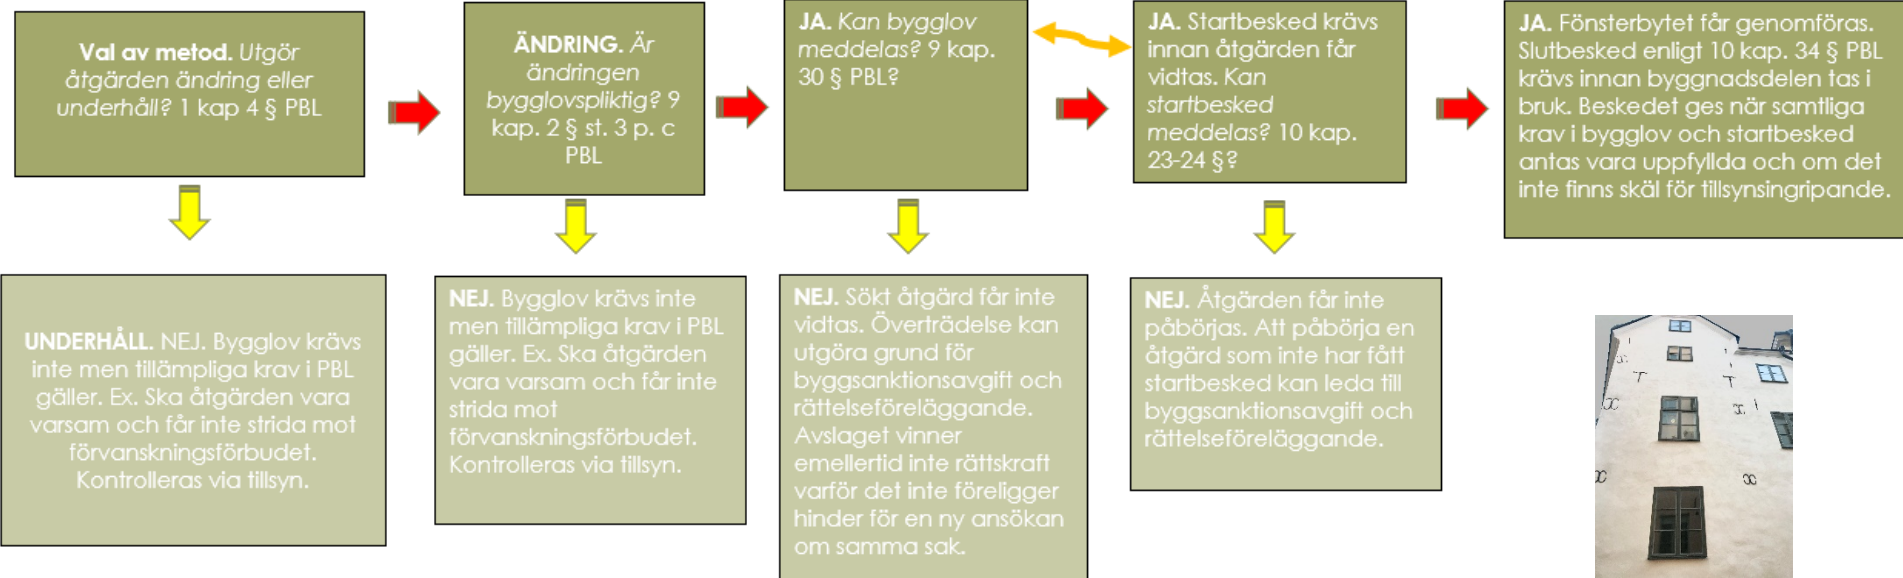 Val av metod. Utgör
åtgärden ändring eller
underhåll? 1 kap 4 § PBL
ÄNDRING. Är
ändringen
bygglovspliktig? 9
kap. 2 § st. 3 p. c
PBL
JA. Kan bygglov
meddelas? 9 kap.
30 § PBL?
JA. Startbesked krävs
innan åtgärden får
vidtas. Kan
startbesked
meddelas? 10 kap.
23-24 §?
JA. Fönsterbytet får genomföras.
Slutbesked enligt 10 kap. 34 § PBL
krävs innan byggnadsdelen tas i
bruk. Beskedet ges när samtliga
krav i bygglov och startbesked
antas vara uppfyllda och om det
inte finns skäl för tillsynsingripande.
UNDERHÅLL. NEJ. Bygglov krävs
inte men tillämpliga krav i PBL
gäller. Ex. Ska åtgärden vara
varsam och får inte strida mot
förvanskningsförbudet.
Kontrolleras via tillsyn.
NEJ. Bygglov krävs inte
men tillämpliga krav i PBL
gäller. Ex. Ska åtgärden
vara varsam och får inte
strida mot
förvanskningsförbudet.
Kontrolleras via tillsyn.
NEJ. Sökt åtgärd får inte
vidtas. Överträdelse kan
utgöra grund för
byggsanktionsavgift och
rättelseföreläggande.
Avslaget vinner
emellertid inte rättskraft
varför det inte föreligger
hinder för en ny ansökan
om samma sak.
NEJ. Åtgärden får inte
påbörjas. Att påbörja en
åtgärd som inte har fått
startbesked kan leda till
byggsanktionsavgift och
rättelseföreläggande.